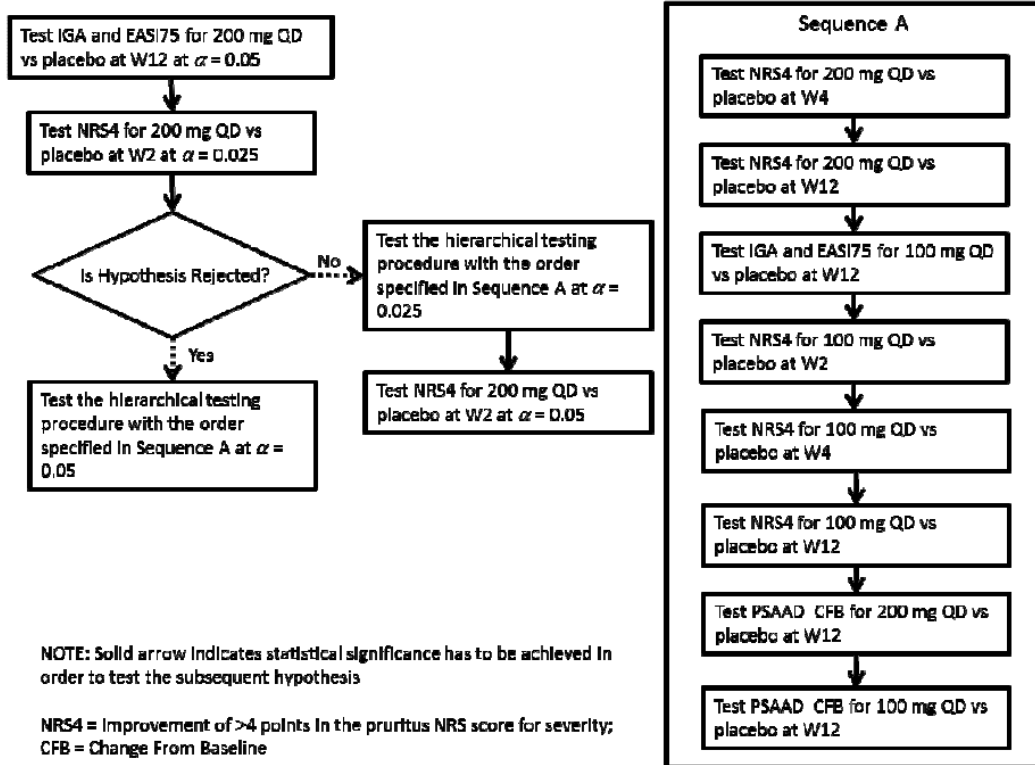 Test IGA and EASI75 for 200 mg QD
vs placebo at W12 at α = 0.05
Test NRS4 for 200 mg QD vs
placebo at W2 at α = 0.025
Is Hypothesis Rejected?
No
Yes
Test the hierarchical testing
procedure with the order
specified in Sequence A at α =
0.025
Test NRS4 for 200 mg QD vs
placebo at W2 at α = 0.05
Test the hierarchical testing
procedure with the order
specified in Sequence A at α =
0.05
NOTE: Solid arrow indicates statistical significance has to be achieved in
order to test the subsequent hypothesis
NRS4 = Improvement of >4 points in the pruritus NRS score for severity;
CFB = Change From Baseline
Sequence A
Test NRS4 for 200 mg QD vs
placebo at W4
Test NRS4 for 200 mg QD vs
placebo at W12
Test IGA and EASI75 for 100 mg QD
vs placebo at W12
Test NRS4 for 100 mg QD vs
placebo at W2
Test NRS4 for 100 mg QD vs
placebo at W4
Test NRS4 for 100 mg QD vs
placebo at W12
Test PSAAD CFB for 200 mg QD vs
placebo at W12
Test PSAAD CFB for 100 mg QD vs
placebo at W12